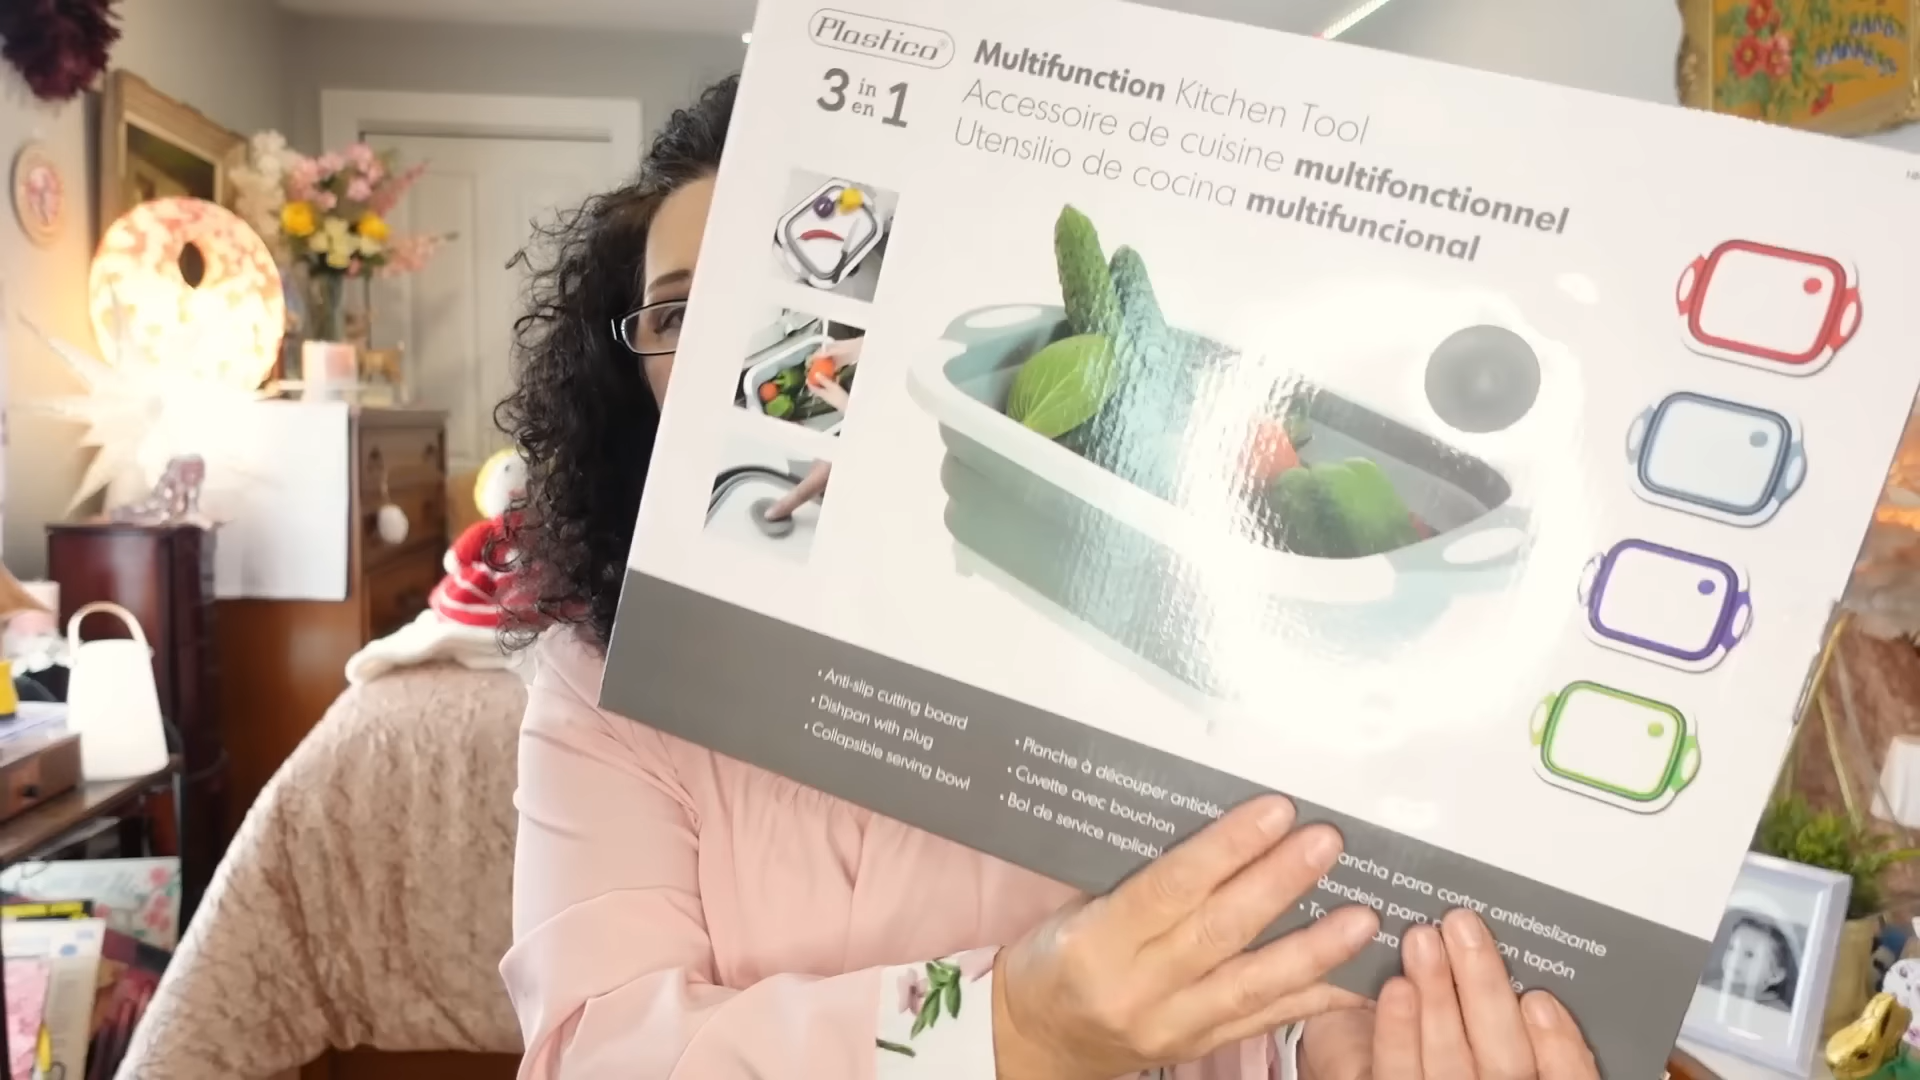 Plastico®
3 in en 1
Multifunction Kitchen Tool
Accessoire de cuisine multifonctionnel
Utensilio de cocina multifuncional
• Anti-slip cutting board
• Dishpan with plug
• Collapsible serving bowl
• Planche à découper
• Cuvette avec bouchon
• Bol de service
para cortar antideslizante
Bandeja para tapón